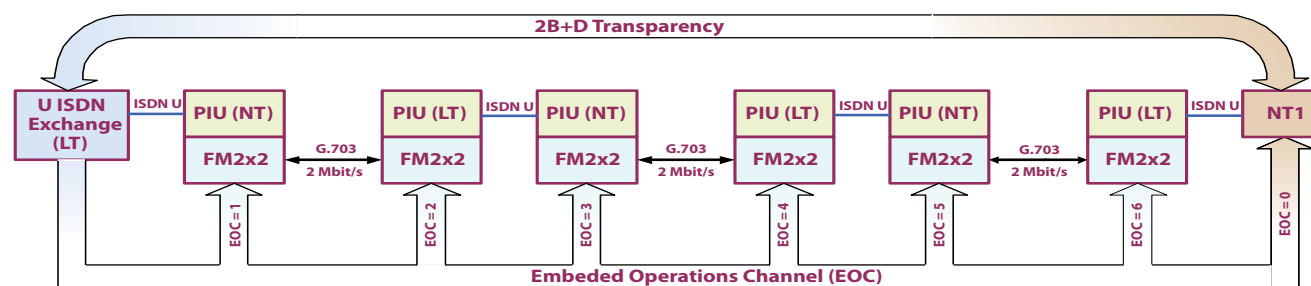 2B+D Transparency
U ISDN
Exchange
(LT)
ISDN U
PIU (NT)
FM2x2
G.703
2 Mbit/s
PIU (LT)
FM2x2
ISDN U
PIU (NT)
FM2x2
G.703
2 Mbit/s
PIU (LT)
FM2x2
ISDN U
PIU (NT)
FM2x2
G.703
2 Mbit/s
PIU (LT)
FM2x2
ISDN U
NT1
EOC = 1
EOC = 2
EOC = 3
EOC = 4
EOC = 5
EOC = 6
EOC = 0
Embeded Operations Channel (EOC)